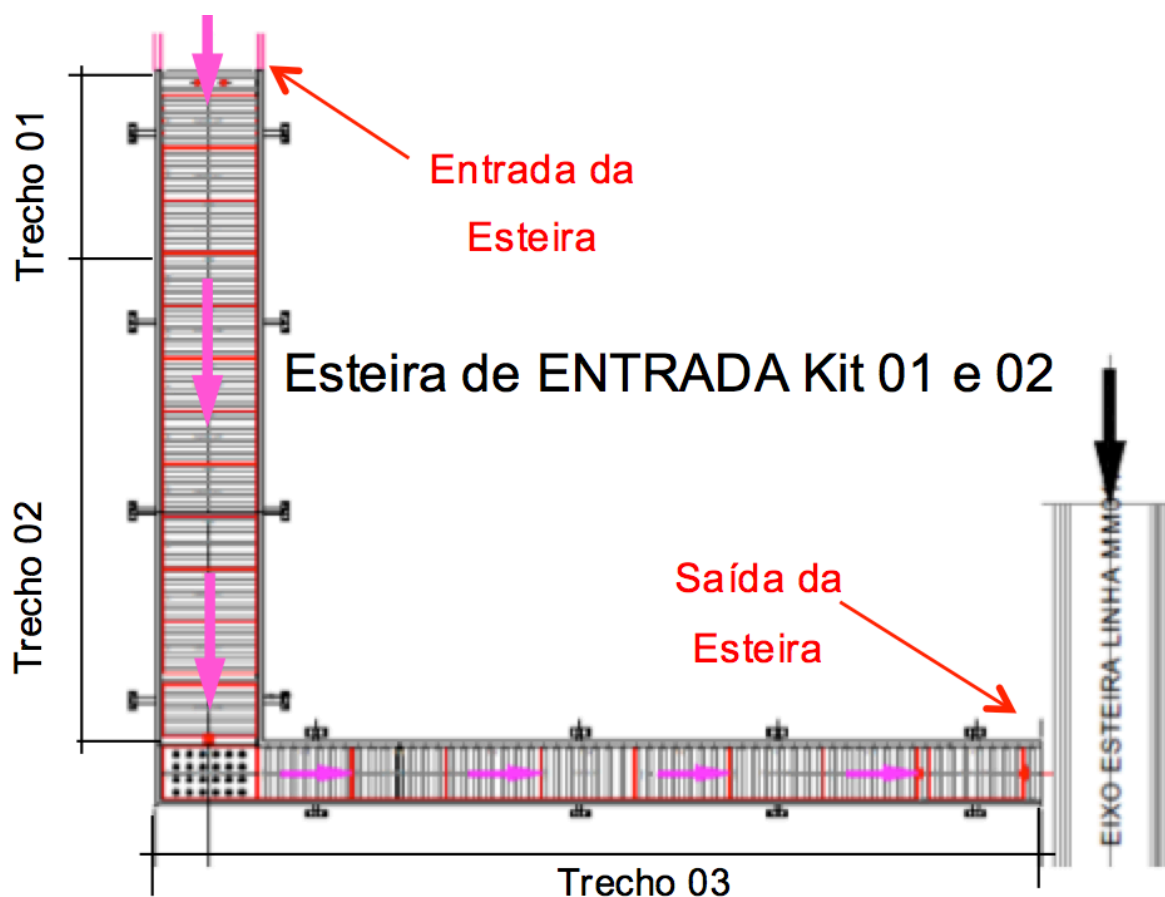 Trecho 01
Entrada da
Esteira
Esteira de ENTRADA Kit 01 e 02
Trecho 02
Saída da
Esteira
EIXO ESTEIRA LINHA
Trecho 03